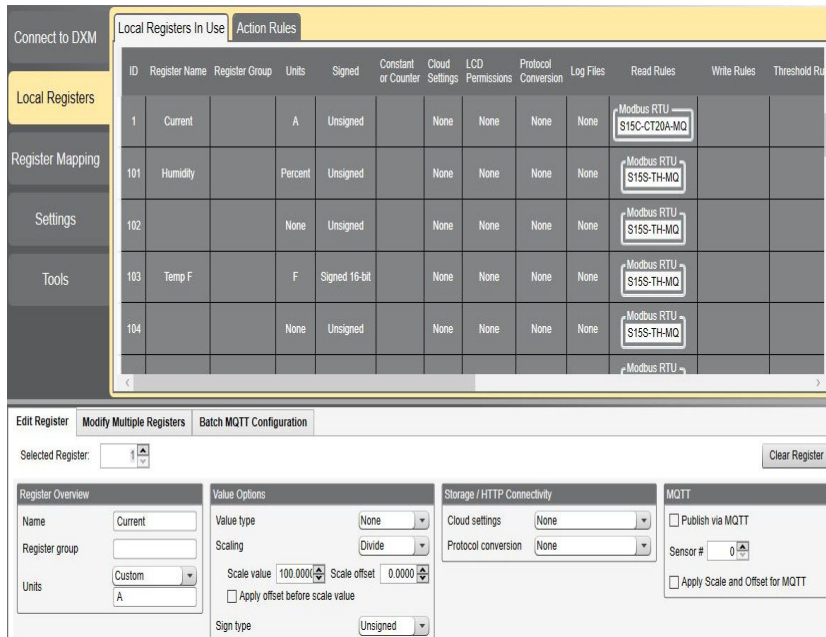 Connect to DXM
Local Registers
Register Mapping
Settings
Tools
Local Registers In Use Action Rules
ID Register Name Register Group Units Signed Constant or Counter Cloud Settings LCD Permissions Protocol Conversion Log Files Read Rules Write Rules Threshold Ru
1 Current A Unsigned None None None None Modbus RTU S15C-CT20A-MQ
101 Humidity Percent Unsigned None None None None Modbus RTU S15S-TH-MQ
102 None Unsigned None None None None Modbus RTU S15S-TH-MQ
103 Temp F F Signed 16-bit None None None None Modbus RTU S15S-TH-MQ
104 None Unsigned None None None None Modbus RTU S15S-TH-MQ
Modbus RTU
Edit Register Modify Multiple Registers Batch MQTT Configuration
Selected Register: 1 Clear Register
Register Overview
Name Current
Register group
Units Custom
A
Value Options
Value type None
Scaling Divide
Scale value 100.000 Scale offset 0.0000
Apply offset before scale value
Sign type Unsigned
Storage / HTTP Connectivity
Cloud settings None
Protocol conversion None
MQTT
Publish via MQTT
Sensor # 0
Apply Scale and Offset for MQTT